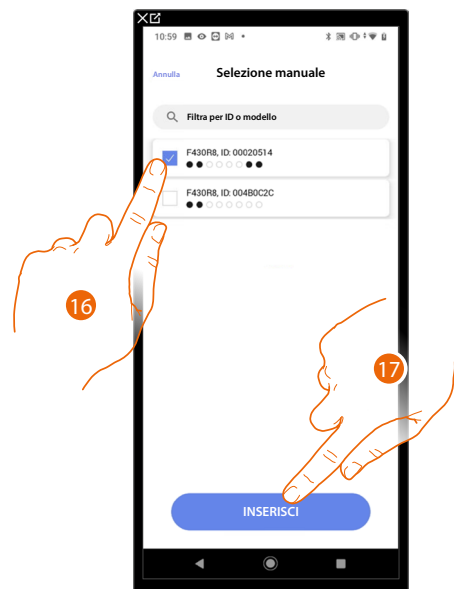 10:59
Annulla
Selezione manuale
Filtra per ID o modello
F430R8, ID: 00020514
F430R8, ID: 004B0C2C
16
17
INSERISCI